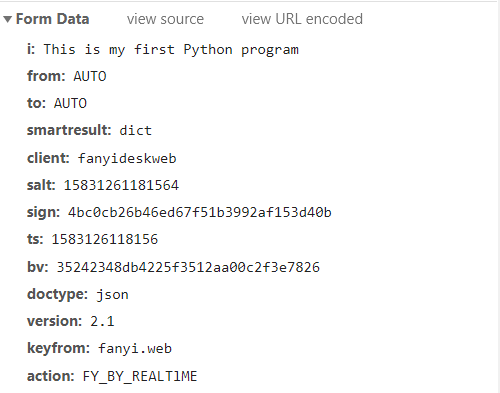 Form Data view source view URL encoded
i: This is my first Python program
from: AUTO
to: AUTO
smartresult: dict
client: fanyideskweb
salt: 15831261181564
sign: 4bc0cb26b46ed67f51b3992af153d40b
ts: 1583126118156
bv: 35242348db4225f3512aa00c2f3e7826
doctype: json
version: 2.1
keyfrom: fanyi.web
action: FY_BY_REALTlME